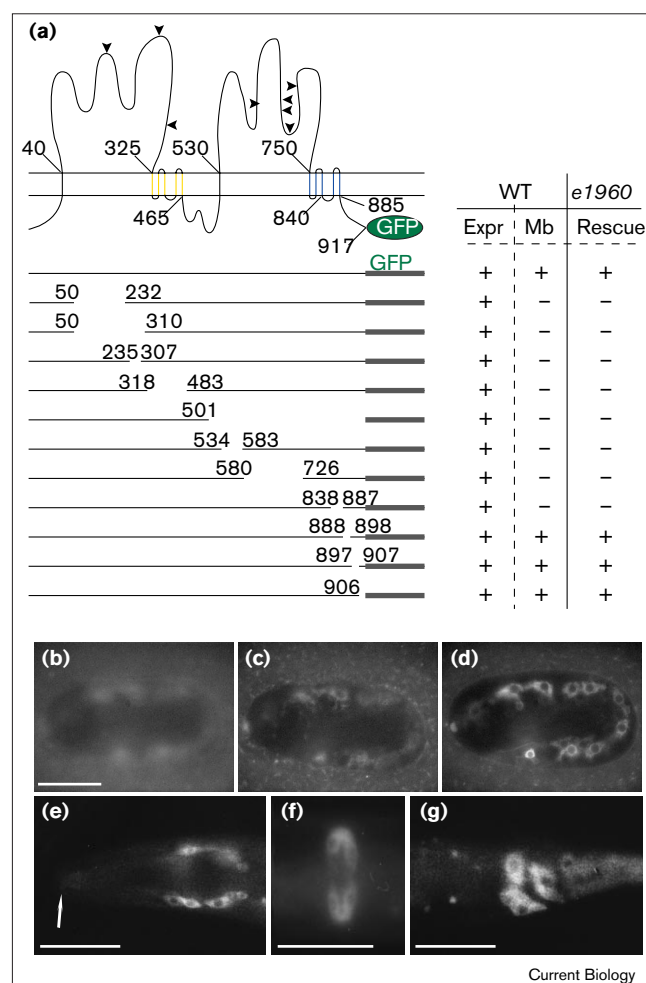 (a)
40 325 530 750
465 840 885
917 GFP
WT e1960
Expr Mb Rescue
GFP
+ + +
50 232 + − −
50 310 + − −
235 307 + − −
318 483 + − −
501 + − −
534 583 + − −
580 726 + − −
838 887 + − −
888 898 + + +
897 907 + + +
906 + + +
(b) (c) (d)
(e) (f) (g)
Current Biology